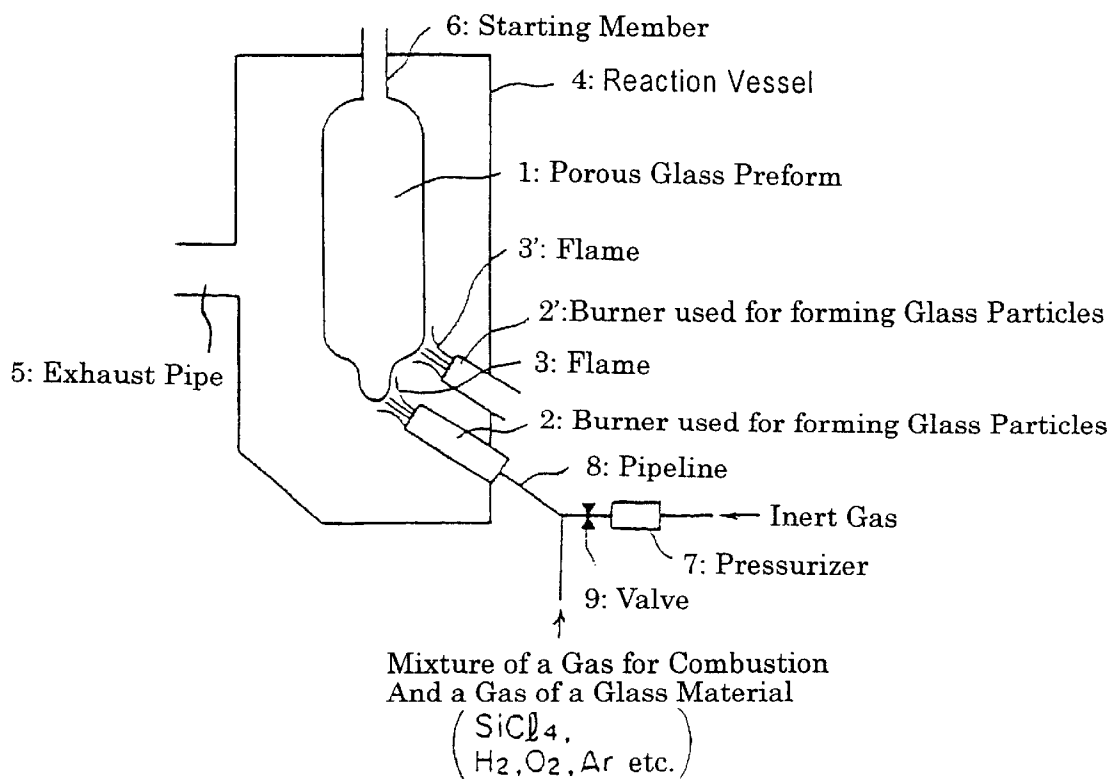 6: Starting Member
4: Reaction Vessel
1: Porous Glass Preform
3': Flame
2':Burner used for forming Glass Particles
3: Flame
5: Exhaust Pipe
2: Burner used for forming Glass Particles
8: Pipeline
Inert Gas
7: Pressurizer
9: Valve
Mixture of a Gas for Combustion
And a Gas of a Glass Material
(SiCl4,
H2,O2,Ar etc.)